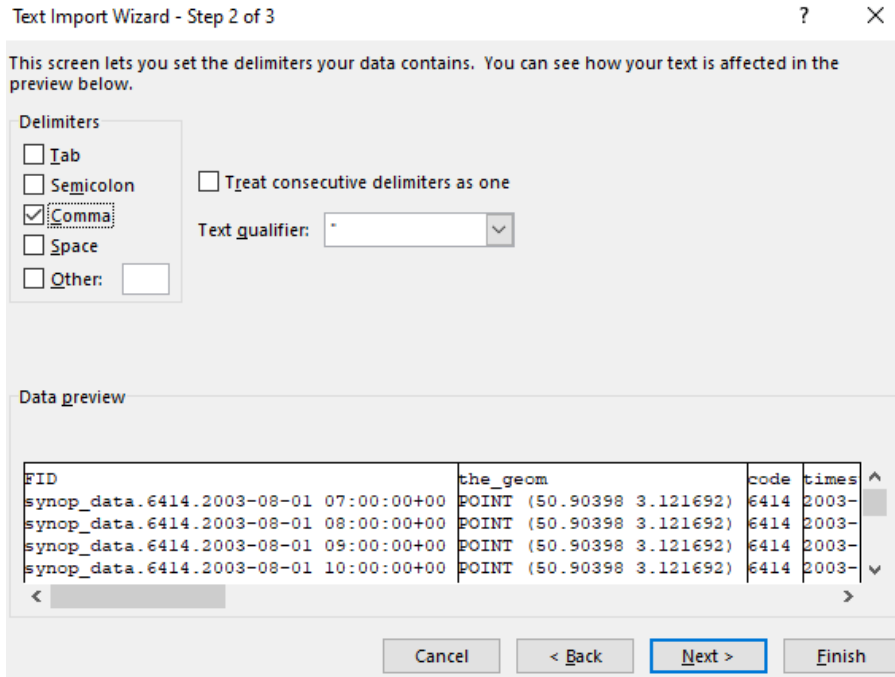 Text Import Wizard - Step 2 of 3
This screen lets you set the delimiters your data contains. You can see how your text is affected in the
preview below.
Delimiters
Tab
Semicolon
Comma
Space
Other:
Treat consecutive delimiters as one
Text qualifier: "
Data preview
FID the_geom code times
synop_data.6414.2003-08-01 07:00:00+00 POINT (50.90398 3.121692) 6414 2003-
synop_data.6414.2003-08-01 08:00:00+00 POINT (50.90398 3.121692) 6414 2003-
synop_data.6414.2003-08-01 09:00:00+00 POINT (50.90398 3.121692) 6414 2003-
synop_data.6414.2003-08-01 10:00:00+00 POINT (50.90398 3.121692) 6414 2003-
Cancel < Back Next > Finish